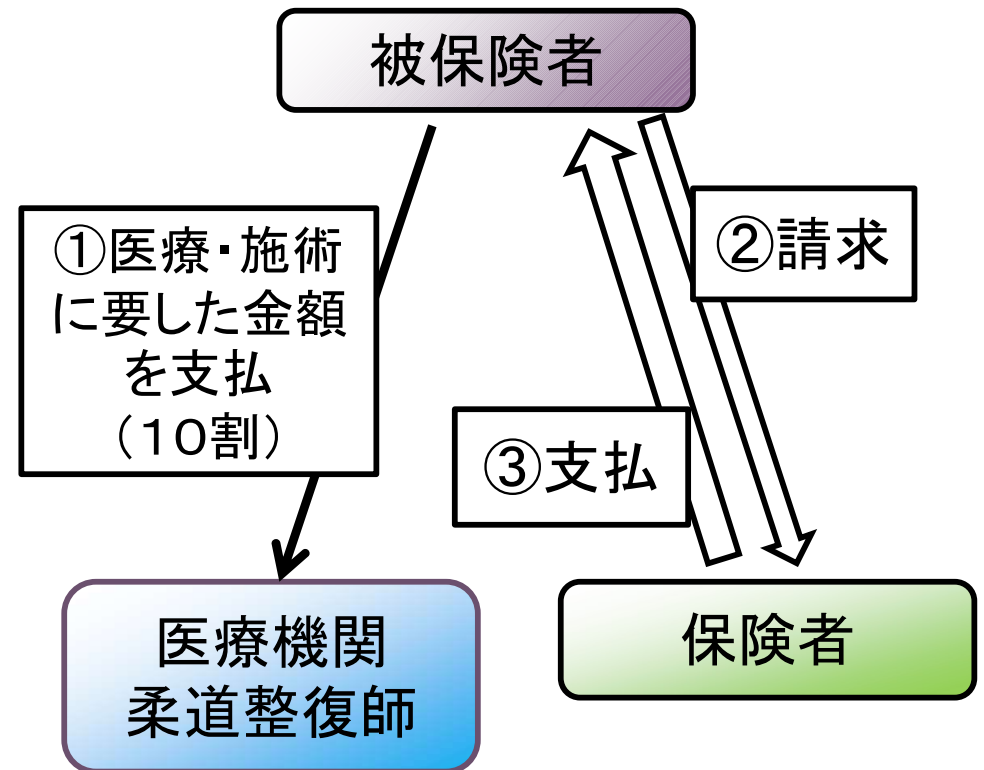 被保険者
①医療・施術
に要した金額
を支払
（１０割）
②請求
③支払
医療機関
柔道整復師
保険者